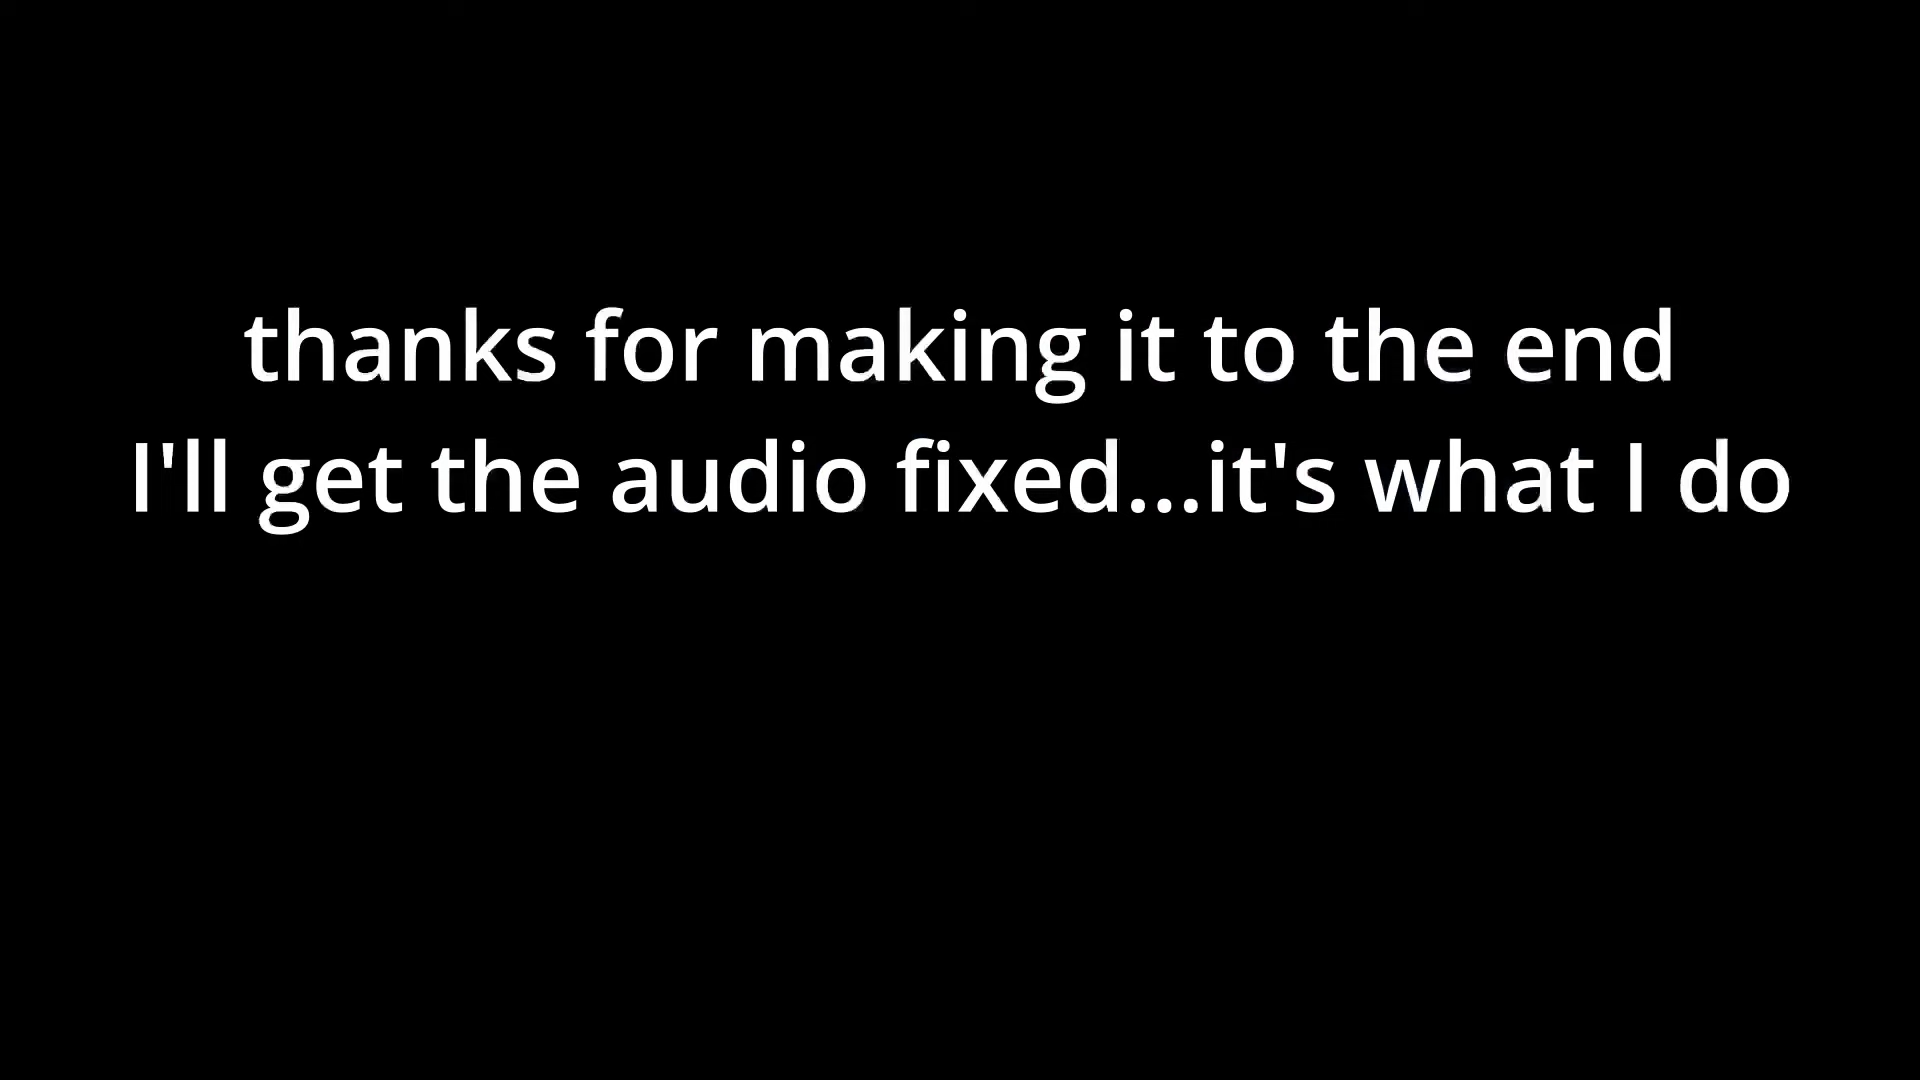 thanks for making it to the end
I'll get the audio fixed...it's what I do